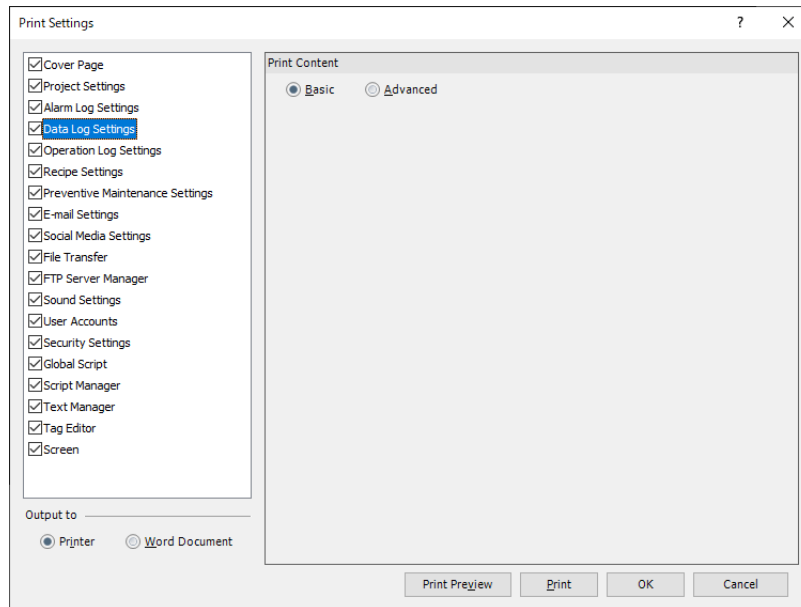 Print Settings
?
Cover Page
Project Settings
Alarm Log Settings
Data Log Settings
Operation Log Settings
Recipe Settings
Preventive Maintenance Settings
E-mail Settings
Social Media Settings
File Transfer
FTP Server Manager
Sound Settings
User Accounts
Security Settings
Global Script
Script Manager
Text Manager
Tag Editor
Screen
Output to
Printer Word Document
Print Content
Basic Advanced
Print Preview Print OK Cancel